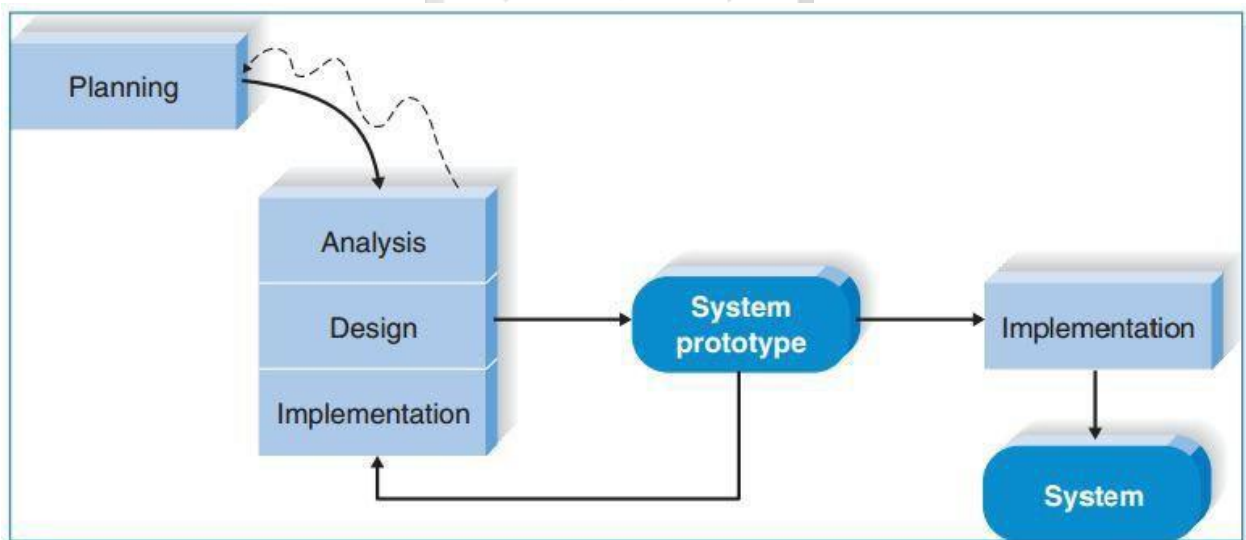 Planning
Analysis
Design
Implementation
System
prototype
Implementation
System